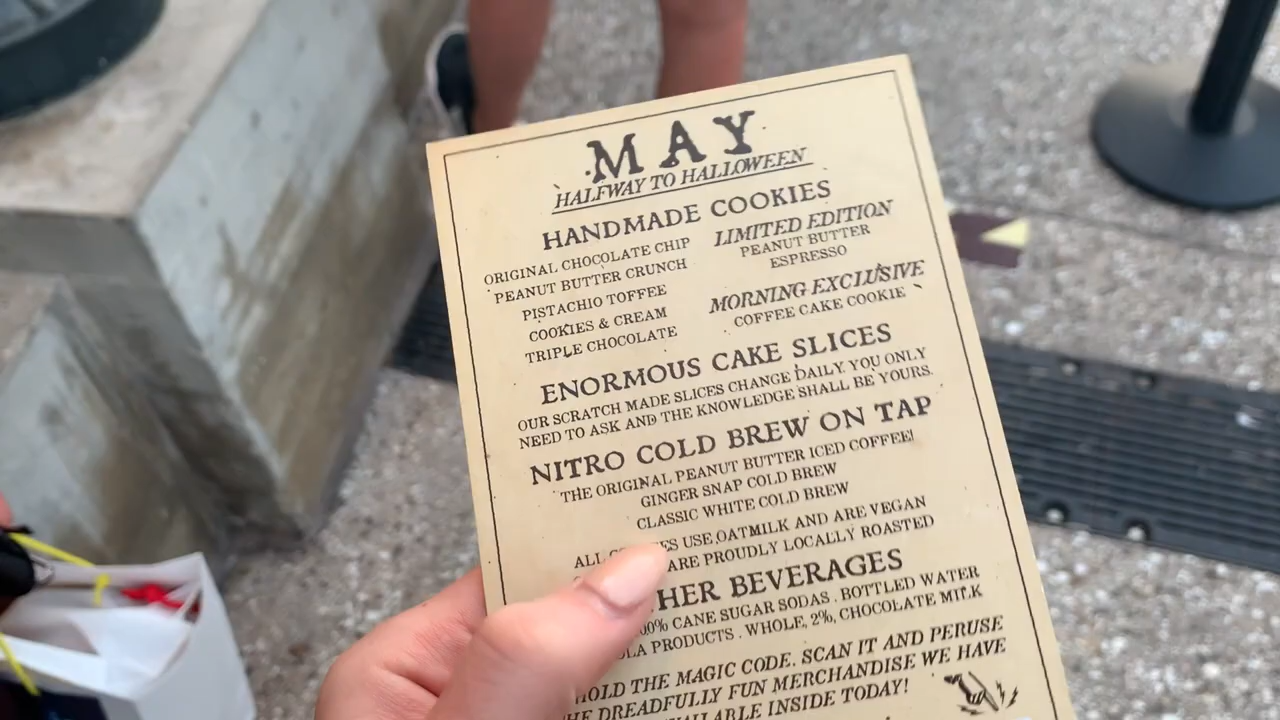 MAY
HALFWAY TO HALLOWEEN
HANDMADE COOKIES
ORIGINAL CHOCOLATE CHIP
PEANUT BUTTER CRUNCH
PISTACHIO TOFFEE
COOKIES & CREAM
TRIPLE CHOCOLATE
LIMITED EDITION
PEANUT BUTTER
ESPRESSO
MORNING EXCLUSIVE
COFFEE CAKE COOKIE
ENORMOUS CAKE SLICES
OUR SCRATCH MADE SLICES CHANGE DAILY YOU ONLY
NEED TO ASK AND THE KNOWLEDGE SHALL BE YOURS.
NITRO COLD BREW ON TAP
THE ORIGINAL PEANUT BUTTER ICED COFFEE!
GINGER SNAP COLD BREW
CLASSIC WHITE COLD BREW
ALL USE OATMILK AND ARE VEGAN
ARE PROUDLY LOCALLY ROASTED
BEVERAGES
CANE SUGAR SODAS . BOTTLED WATER
PRODUCTS . WHOLE, 2%, CHOCOLATE MILK
THE MAGIC CODE. SCAN IT AND PERUSE
DREADFULLY FUN MERCHANDISE WE HAVE
INSIDE TODAY!